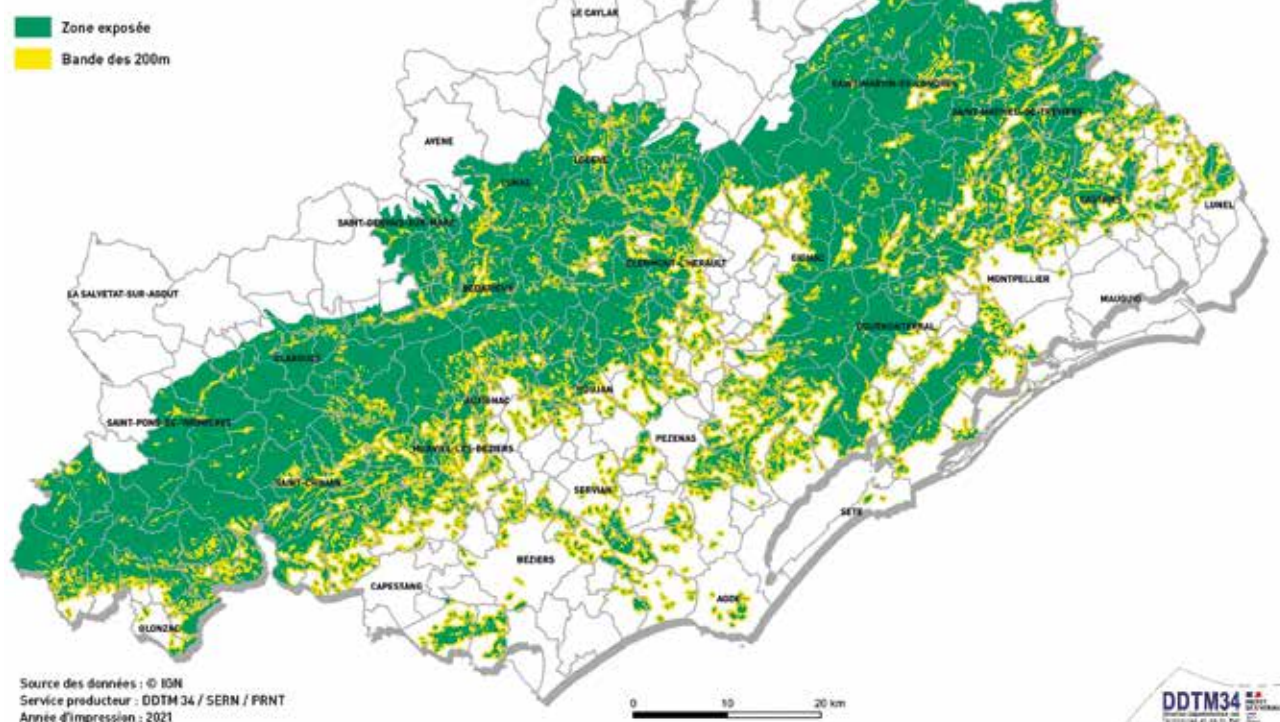 Zone exposée
Bande des 200m
LE CAYLAR
SAINT-MARTIN-DE-LONDRES
SAINT-MATHIEU-DE-TREVIERS
AVENE
LODEVE
LUNAS
CASTRIES
LUNEL
SAINT-GERVAIS-SUR-MARE
CLERMONT-L'HERAULT
GIGNAC
MONTPELLIER
BEDARIEUX
LA SALVETAT-SUR-AGOUT
MAUGUIO
COURNONTERRAL
OLARGUES
ROUJAN
AUTIGNAC
SAINT-PONS-DE-THOMIERES
PEZENAS
MURVIEL-LES-BEZIERS
SAINT-CHINIAN
SERVIAN
SETE
BEZIERS
CAPESTANG
AGDE
OLONZAC
Source des données : © IGN
Service producteur : DDTM 34 / SERN / PRNT
Année d'impression : 2021
0 10 20 km
DDTM34